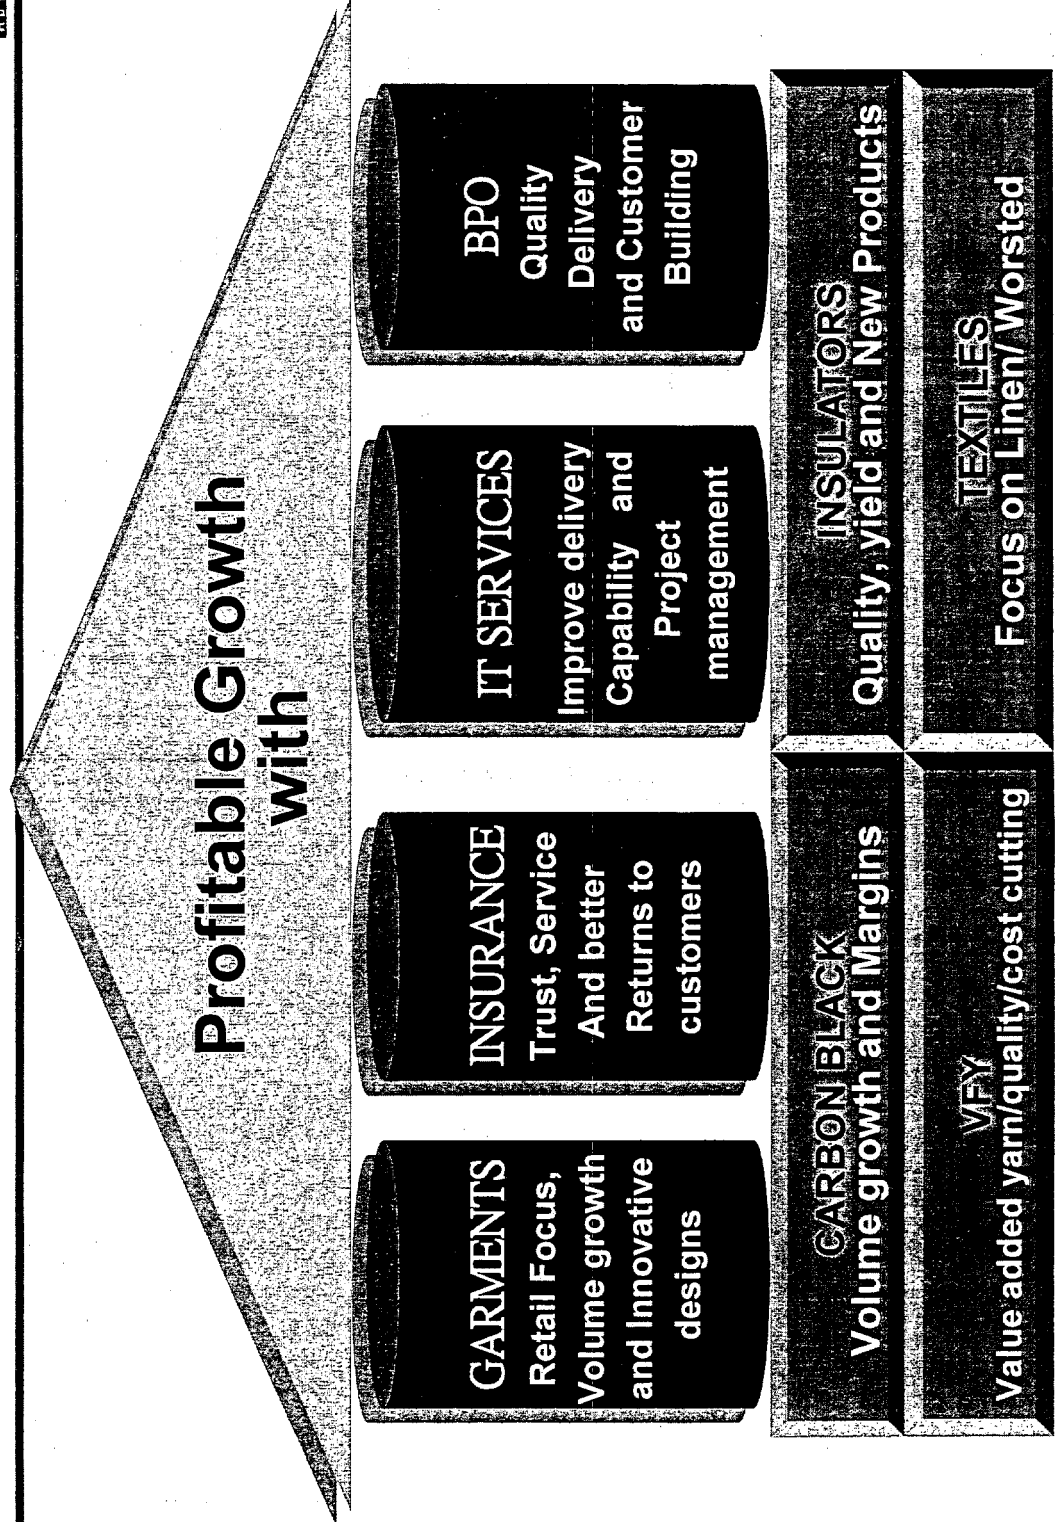 Profitable Growth
with
GARMENTS
Retail Focus,
Volume growth
and Innovative
designs
INSURANCE
Trust, Service
And better
Returns to
customers
IT SERVICES
Improve delivery
Capability and
Project
management
BPO
Quality
Delivery
and Customer
Building
CARBON BLACK
Volume growth and Margins
INSULATORS
Quality, yield and New Products
VFY
Value added yarn/quality/cost cutting
TEXTILES
Focus on Linen/ Worsted